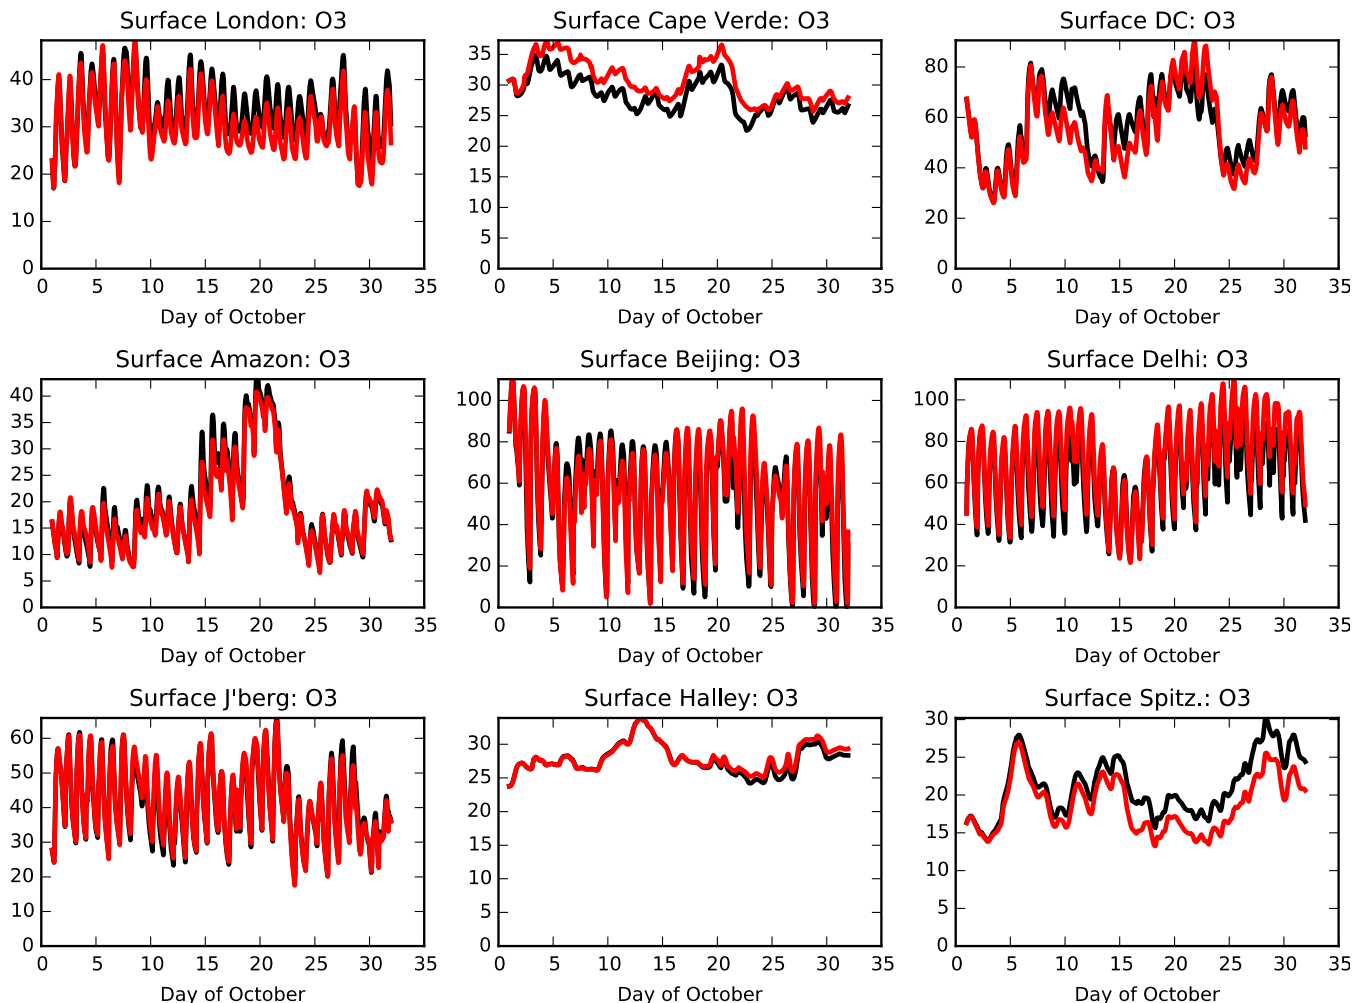 Surface London: O3
Surface Cape Verde: O3
Surface DC: O3
40
30
20
10
0
0 5 10 15 20 25 30 35
Day of October
35
30
25
20
15
10
5
0
0 5 10 15 20 25 30 35
Day of October
80
60
40
20
0
0 5 10 15 20 25 30 35
Day of October
Surface Amazon: O3
Surface Beijing: O3
Surface Delhi: O3
40
35
30
25
20
15
10
5
0
0 5 10 15 20 25 30 35
Day of October
100
80
60
40
20
0
0 5 10 15 20 25 30 35
Day of October
100
80
60
40
20
0
0 5 10 15 20 25 30 35
Day of October
Surface J'berg: O3
Surface Halley: O3
Surface Spitz.: O3
60
50
40
30
20
10
0
0 5 10 15 20 25 30 35
Day of October
30
25
20
15
10
5
0
0 5 10 15 20 25 30 35
Day of October
30
25
20
15
10
5
0
0 5 10 15 20 25 30 35
Day of October